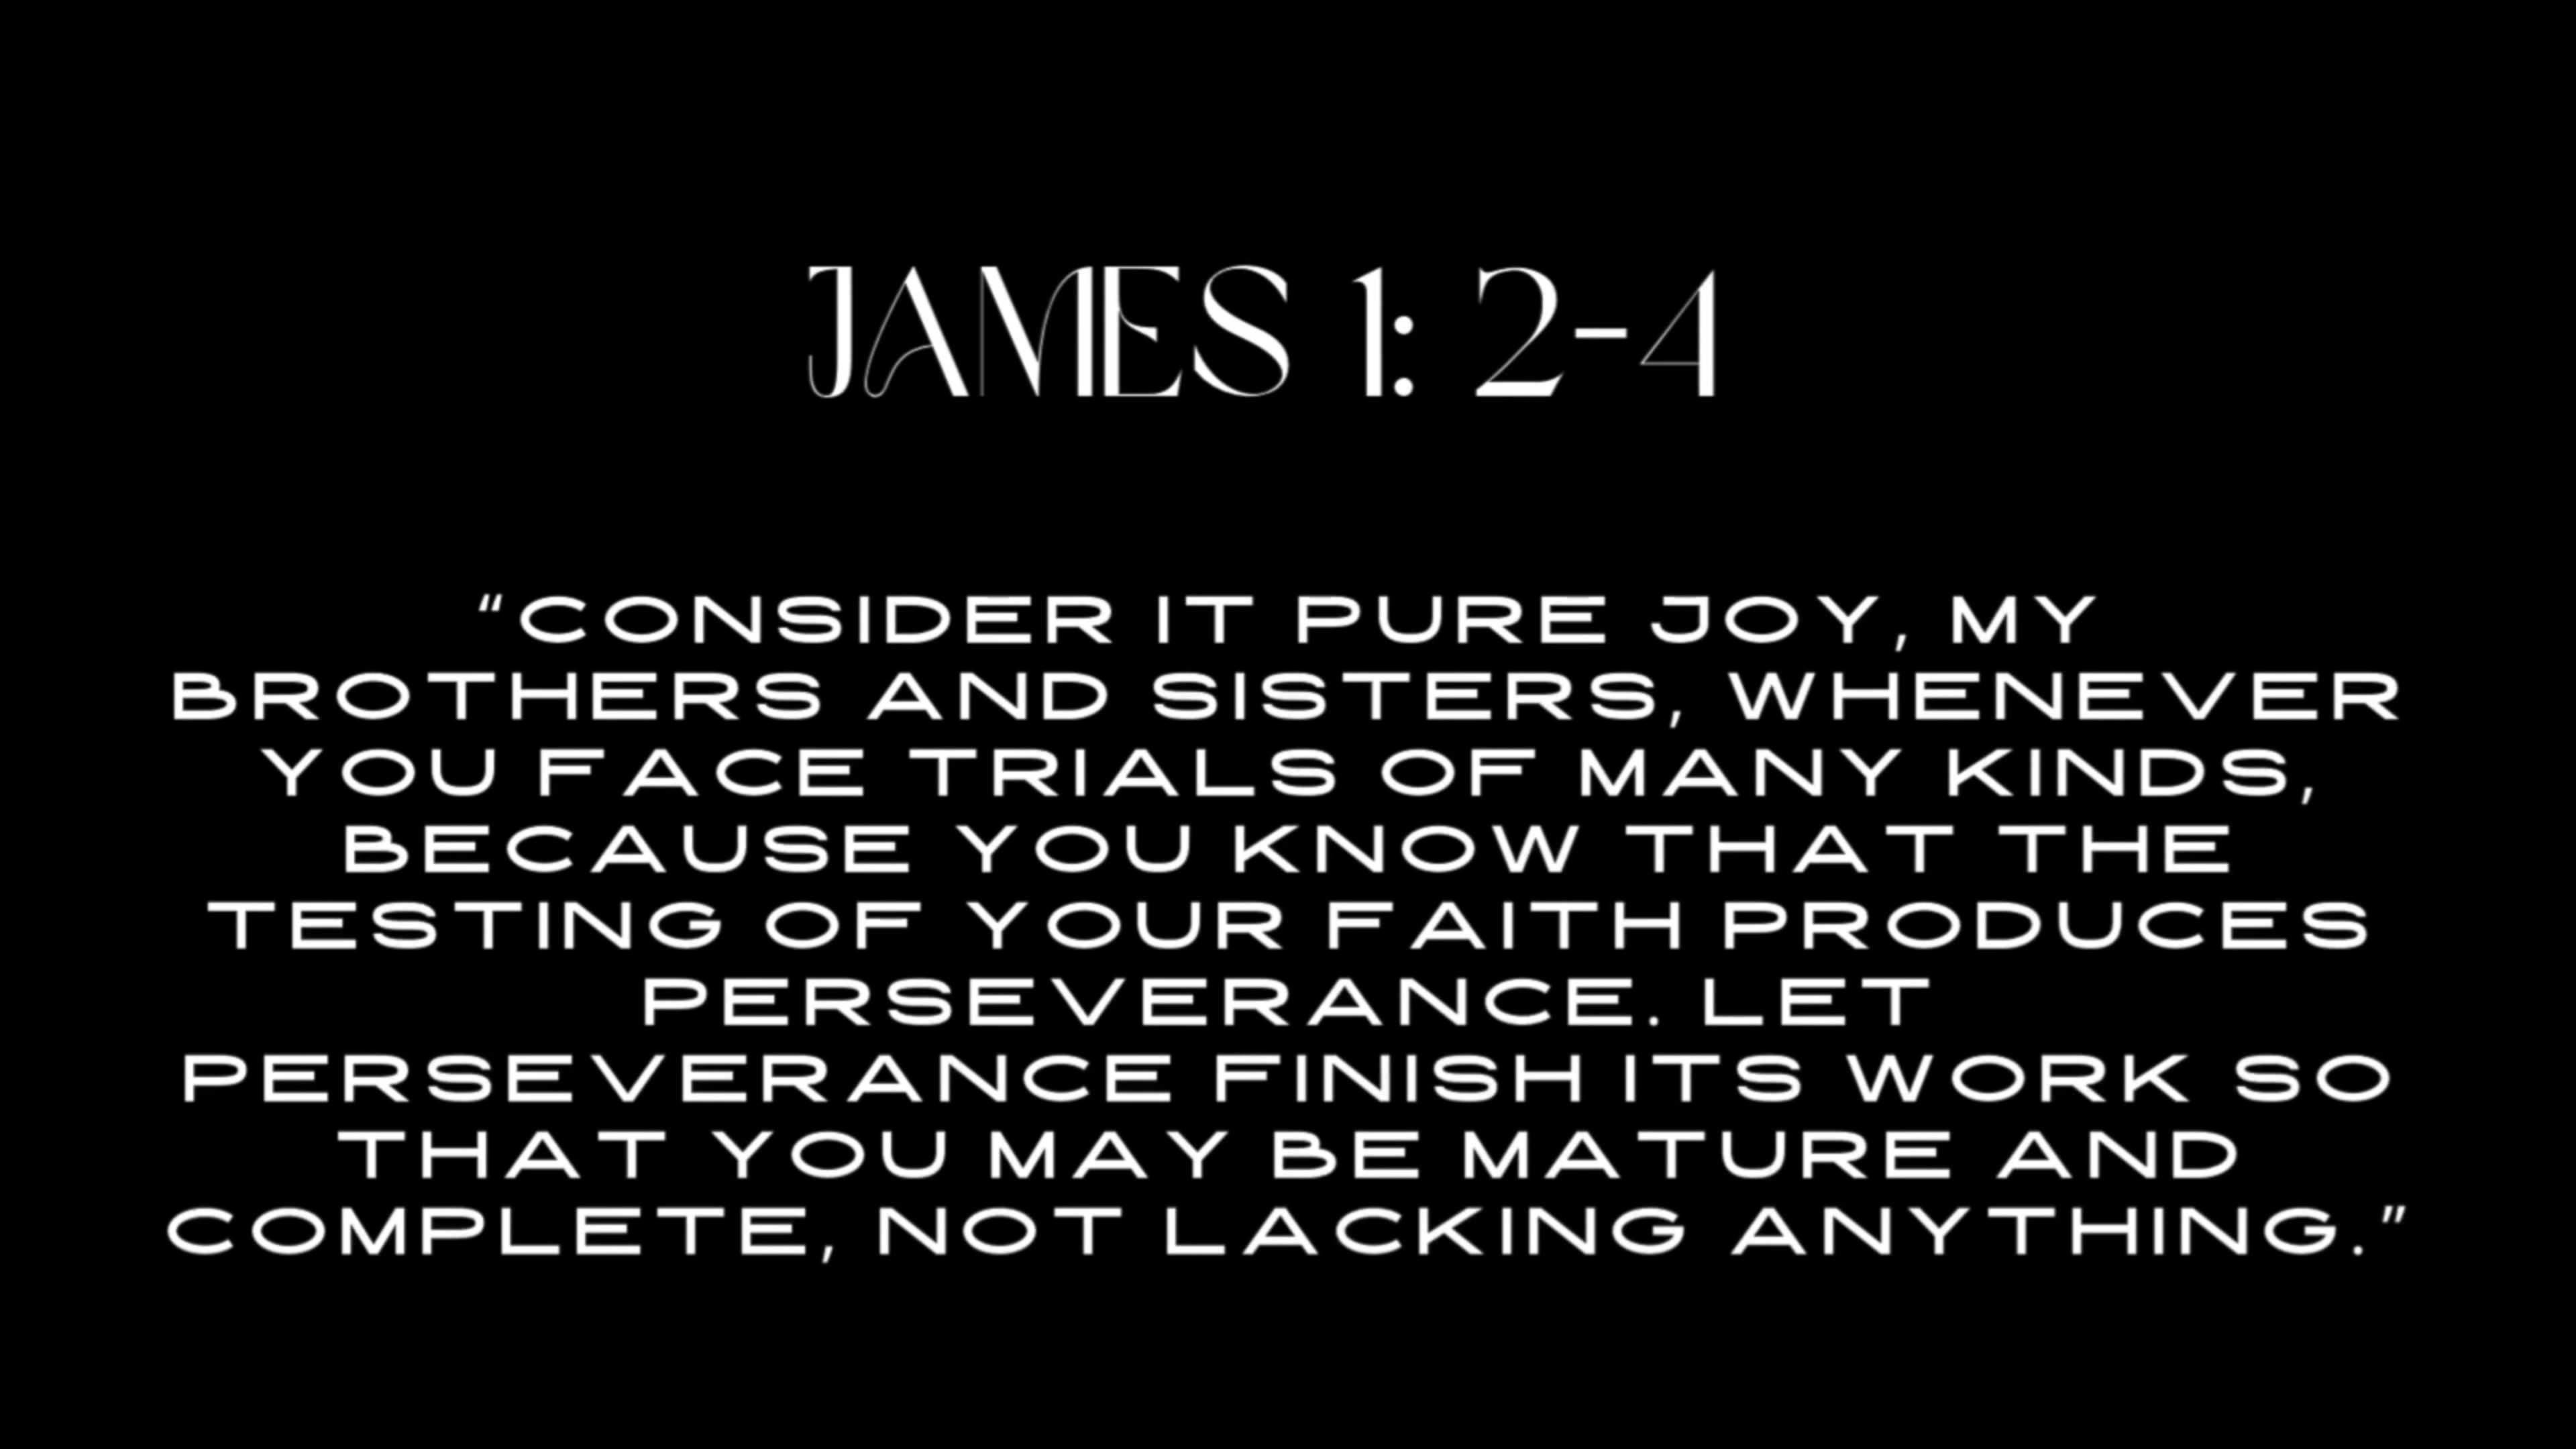 JAMES 1: 2-4
“CONSIDER IT PURE JOY, MY
BROTHERS AND SISTERS, WHENEVER
YOU FACE TRIALS OF MANY KINDS,
BECAUSE YOU KNOW THAT THE
TESTING OF YOUR FAITH PRODUCES
PERSEVERANCE. LET
PERSEVERANCE FINISH ITS WORK SO
THAT YOU MAY BE MATURE AND
COMPLETE, NOT LACKING ANYTHING.”